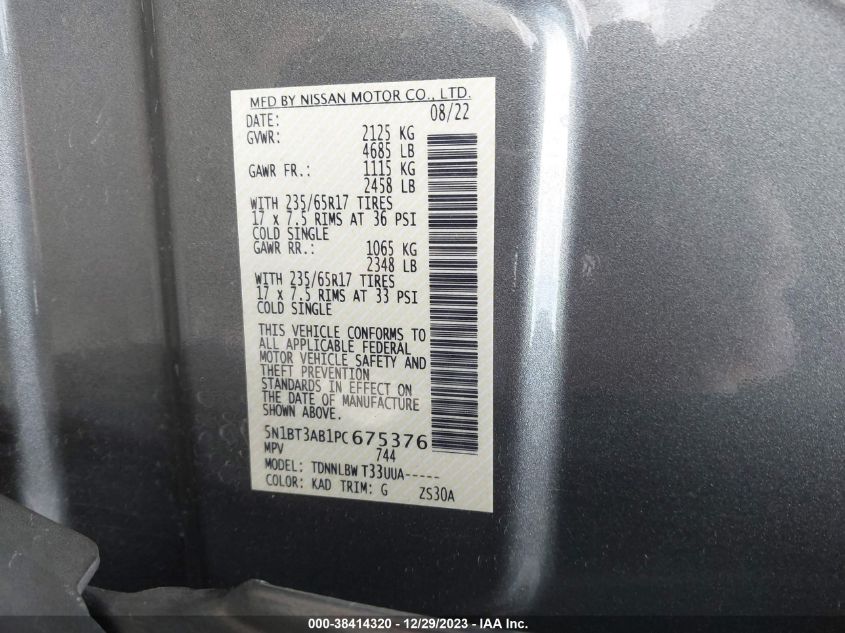 MFD BY NISSAN MOTOR CO., LTD.
DATE: 08/22
GVWR: 2125 KG
4685 LB
GAWR FR.: 1115 KG
2458 LB
WITH 235/65R17 TIRES
17 x 7.5 RIMS AT 36 PSI
COLD SINGLE
GAWR RR.: 1065 KG
2348 LB
WITH 235/65R17 TIRES
17 x 7.5 RIMS AT 33 PSI
COLD SINGLE
THIS VEHICLE CONFORMS TO
ALL APPLICABLE FEDERAL
MOTOR VEHICLE SAFETY AND
THEFT PREVENTION
STANDARDS IN EFFECT ON
THE DATE OF MANUFACTURE
SHOWN ABOVE.
5N1BT3AB1PC675376
MPV 744
MODEL: TDNNLBW T33UUA-----
COLOR: KAD TRIM: G ZS30A
000-38414320 - 12/29/2023 - IAAI.com